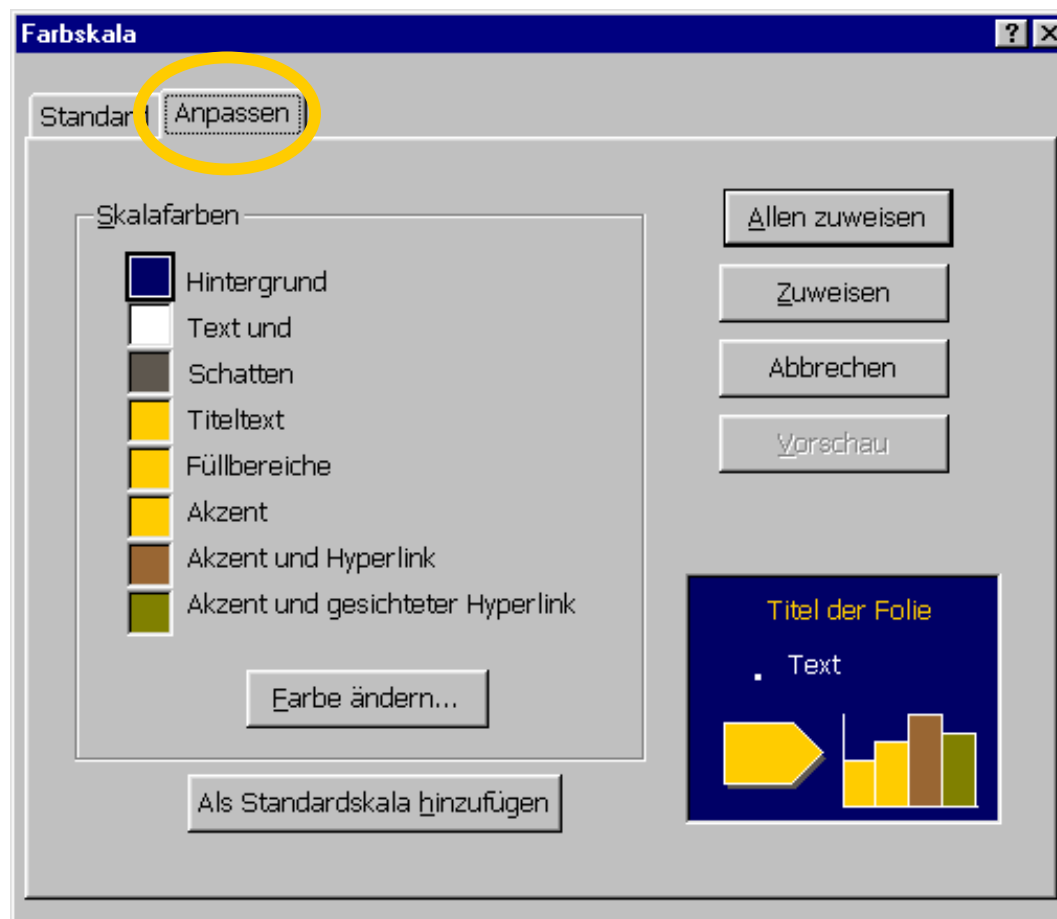 Farbskala
Standard Anpassen
Skalafarben
Hintergrund
Text und
Schatten
Titeltext
Füllbereiche
Akzent
Akzent und Hyperlink
Akzent und gesichteter Hyperlink
Farbe ändern...
Als Standardskala hinzufügen
Allen zuweisen
Zuweisen
Abbrechen
Vorschau
Titel der Folie
Text